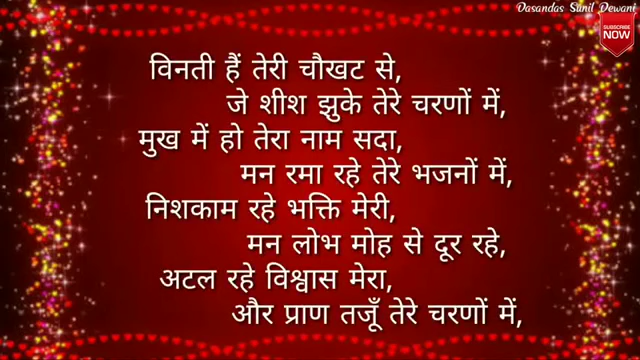 Dasandas Sunil Dewani
SUBSCRIBE
NOW
विनती हैं तेरी चौखट से,
जे शीश झुके तेरे चरणों में,
मुख में हो तेरा नाम सदा,
मन रमा रहे तेरे भजनों में,
निशकाम रहे भक्ति मेरी,
मन लोभ मोह से दूर रहे,
अटल रहे विश्वास मेरा,
और प्राण तजूँ तेरे चरणों में,